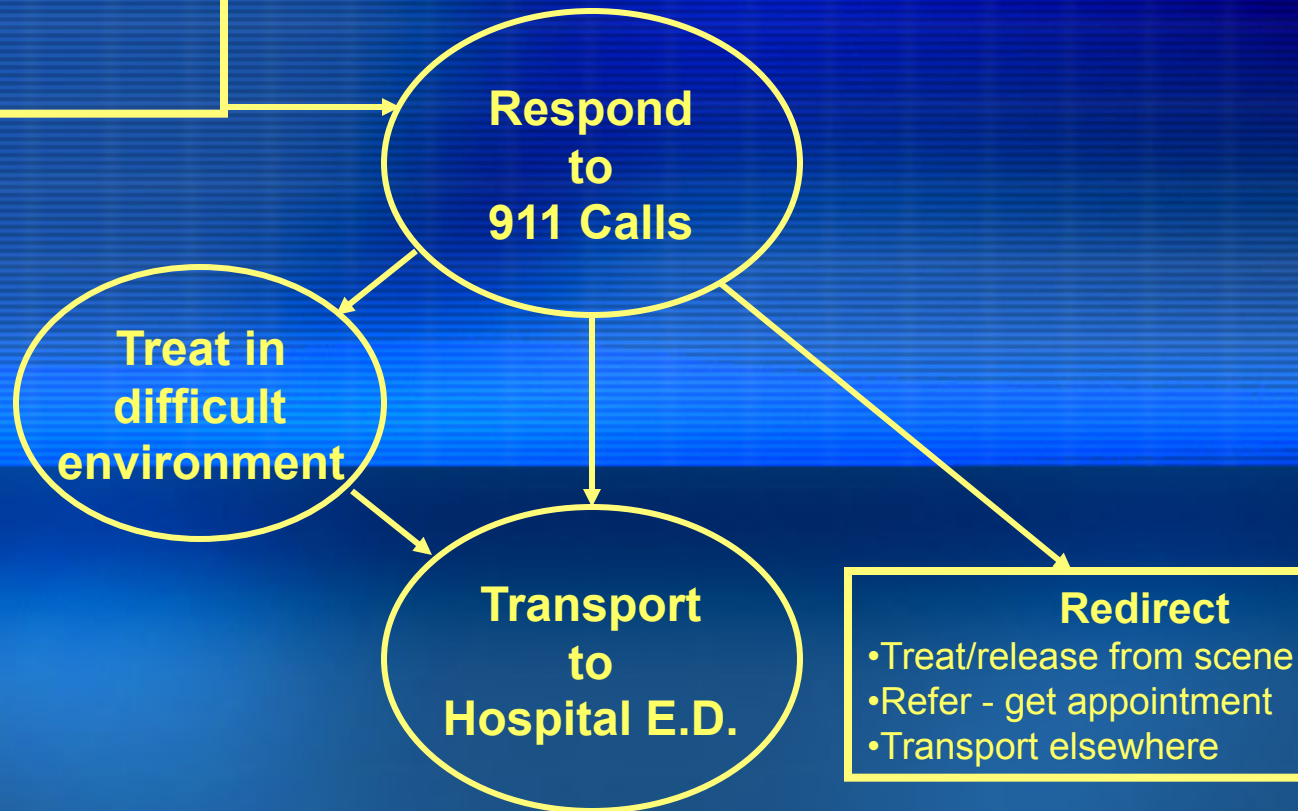 Respond
to
911 Calls
Treat in
difficult
environment
Transport
to
Hospital E.D.
Redirect
•Treat/release from scene
•Refer - get appointment
•Transport elsewhere